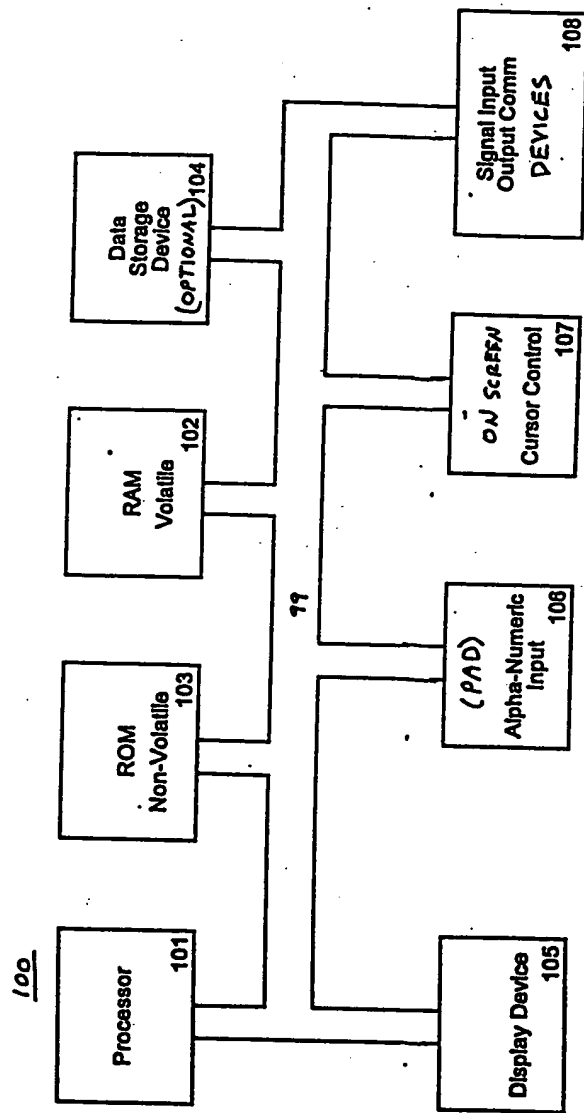 100
Processor
101
ROM
Non-Volatile
103
RAM
Volatile
102
Data
Storage
Device
(OPTIONAL) 104
99
Display Device
105
(PAD)
Alpha-Numeric
Input
106
ON SCREEN
Cursor Control
107
Signal Input
Output Comm
DEVICES
108